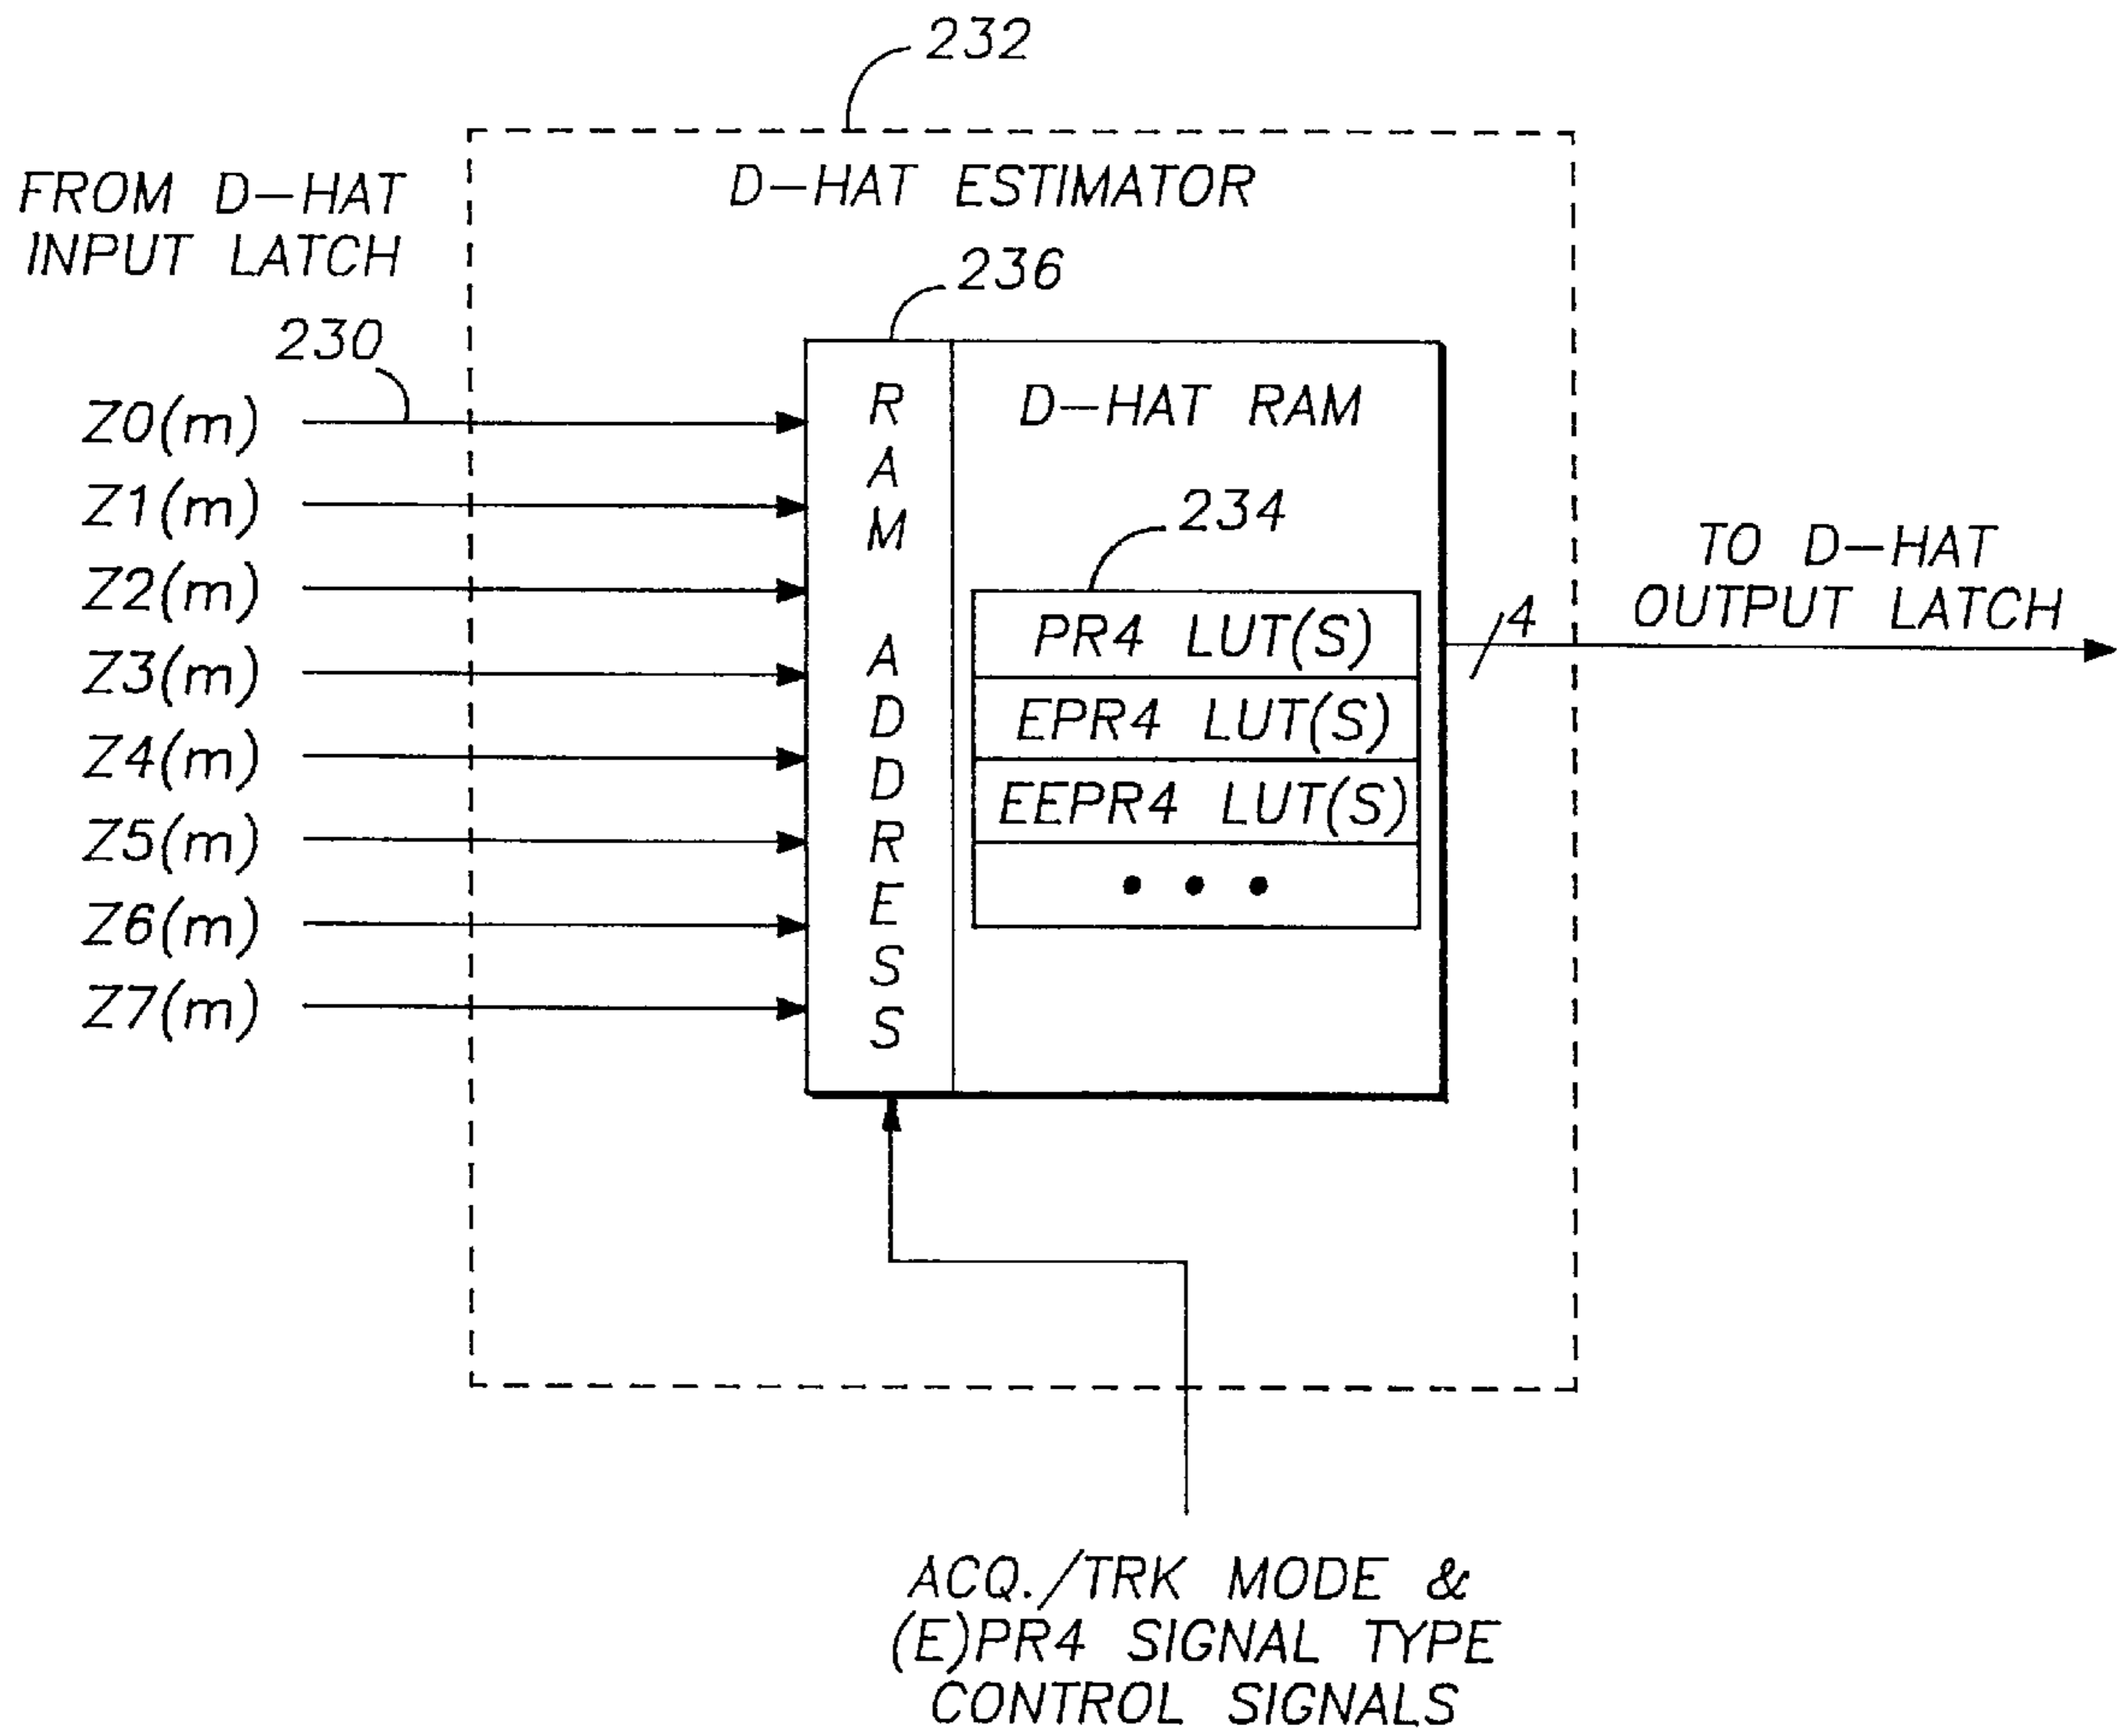 232
FROM D-HAT
INPUT LATCH
D-HAT ESTIMATOR
236
230
Z0(m)
Z1(m)
Z2(m)
Z3(m)
Z4(m)
Z5(m)
Z6(m)
Z7(m)
RAM ADDRESS
D-HAT RAM
234
PR4 LUT(S)
EPR4 LUT(S)
EEPR4 LUT(S)
• • •
4
TO D-HAT
OUTPUT LATCH
ACQ./TRK MODE &
(E)PR4 SIGNAL TYPE
CONTROL SIGNALS